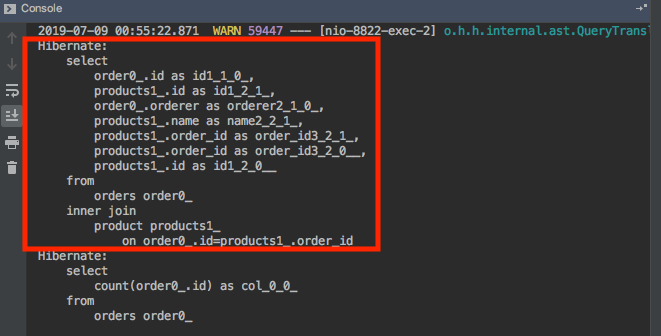 Console
2019-07-09 00:55:22.871  WARN 59447 --- [nio-8822-exec-2] o.h.h.internal.ast.QueryTransl
Hibernate:
    select
        order0_.id as id1_1_0_,
        products1_.id as id1_2_1_,
        order0_.orderer as orderer2_1_0_,
        products1_.name as name2_2_1_,
        products1_.order_id as order_id3_2_1_,
        products1_.order_id as order_id3_2_0__,
        products1_.id as id1_2_0__
    from
        orders order0_
    inner join
        product products1_
            on order0_.id=products1_.order_id
Hibernate:
    select
        count(order0_.id) as col_0_0_
    from
        orders order0_